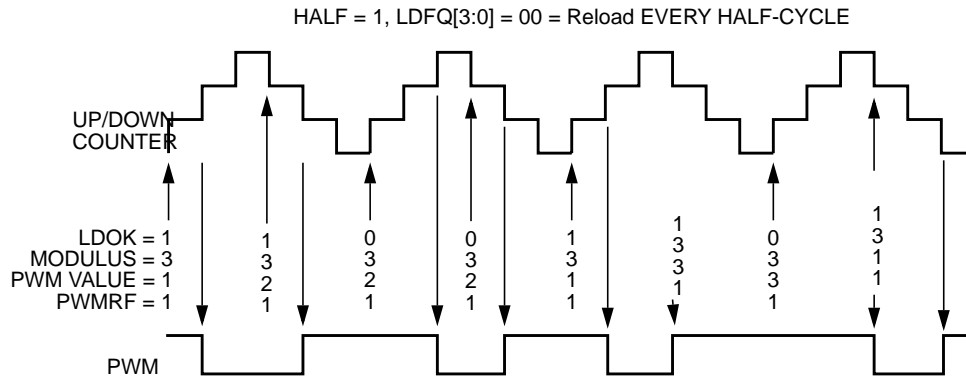 HALF = 1, LDFQ[3:0] = 00 = Reload EVERY HALF-CYCLE
UP/DOWN
COUNTER
LDOK = 1 1 0 0 1 1 0 1
MODULUS = 3 3 3 3 3 3 3 3
PWM VALUE = 1 2 2 2 1 3 3 1
PWMRF = 1 1 1 1 1 1 1 1
PWM